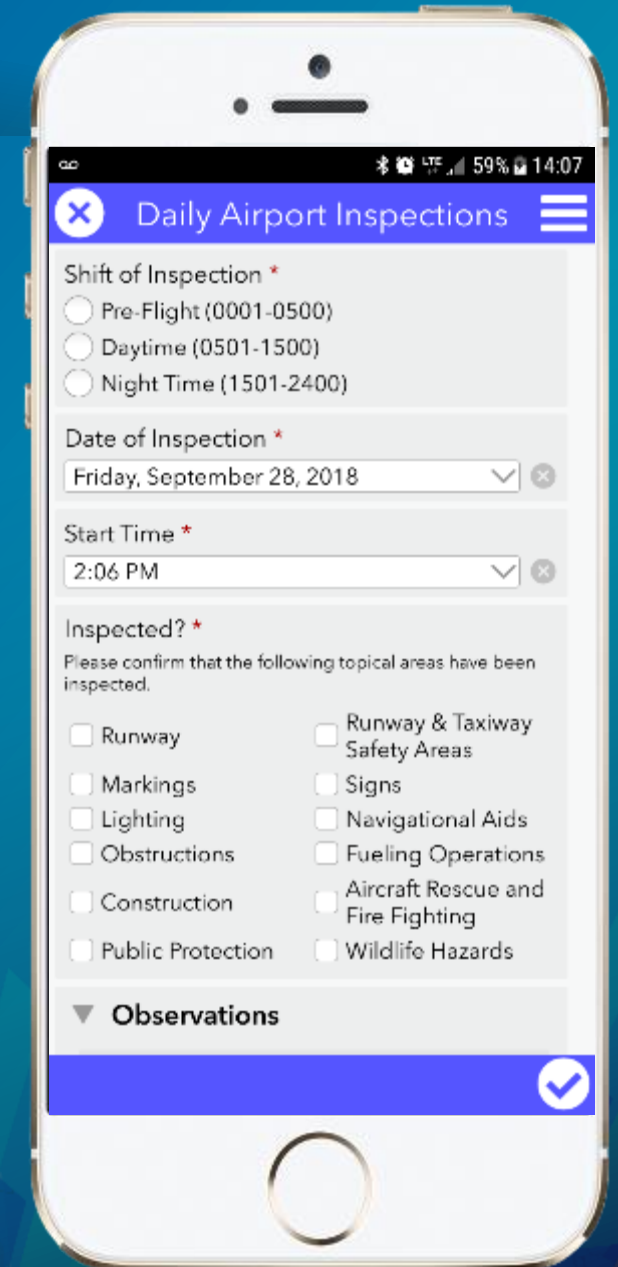 LTE 59% 14:07
Daily Airport Inspections
Shift of Inspection *
Pre-Flight (0001-0500)
Daytime (0501-1500)
Night Time (1501-2400)
Date of Inspection *
Friday, September 28, 2018
Start Time *
2:06 PM
Inspected? *
Please confirm that the following topical areas have been
inspected.
Runway
Runway & Taxiway
Safety Areas
Markings
Signs
Lighting
Navigational Aids
Obstructions
Fueling Operations
Construction
Aircraft Rescue and
Fire Fighting
Public Protection
Wildlife Hazards
Observations